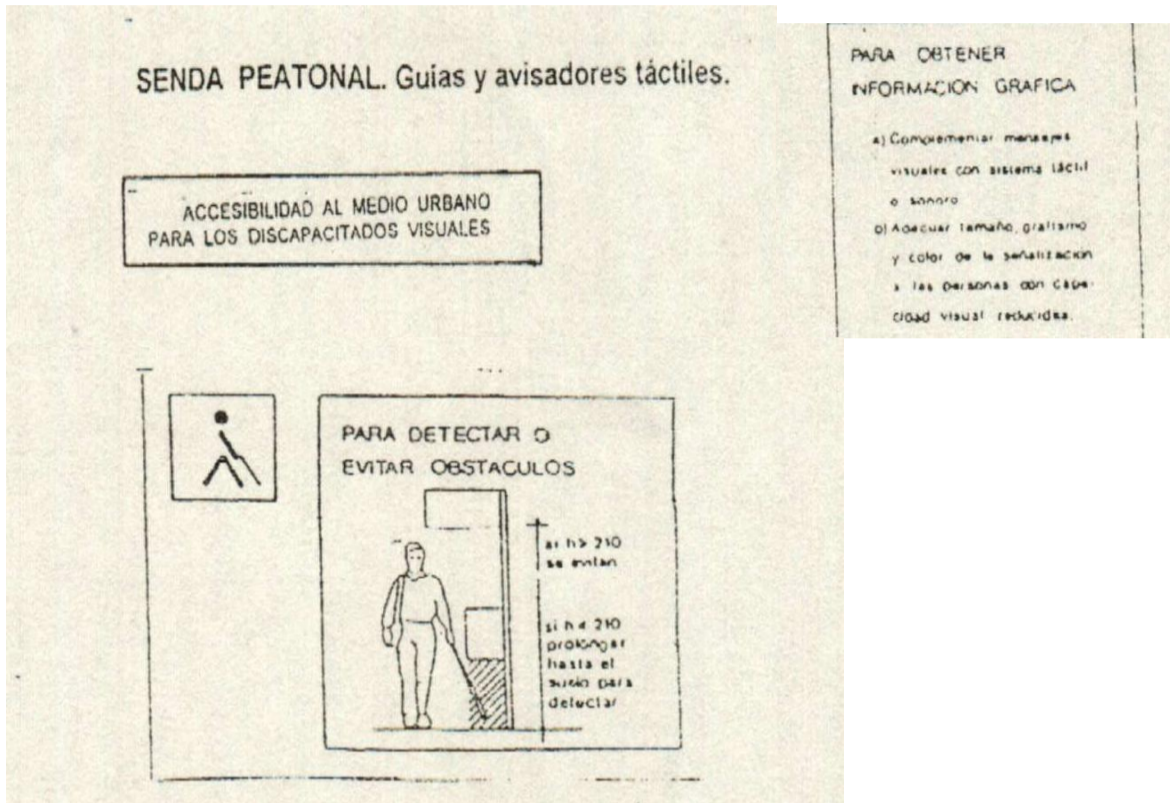 SENDA PEATONAL. Guías y avisadores táctiles.
ACCESIBILIDAD AL MEDIO URBANO
PARA LOS DISCAPACITADOS VISUALES
PARA DETECTAR O
EVITAR OBSTACULOS
si h > 210
se evitan
si h < 210
prolongar
hasta el
suelo para
detectar
PARA OBTENER
INFORMACION GRAFICA
a) Complementar mensajes
visuales con sistema táctil
o sonoro
b) Adecuar tamaño, grafismo
y color de la señalización
a las personas con capa-
cidad visual reducidas.